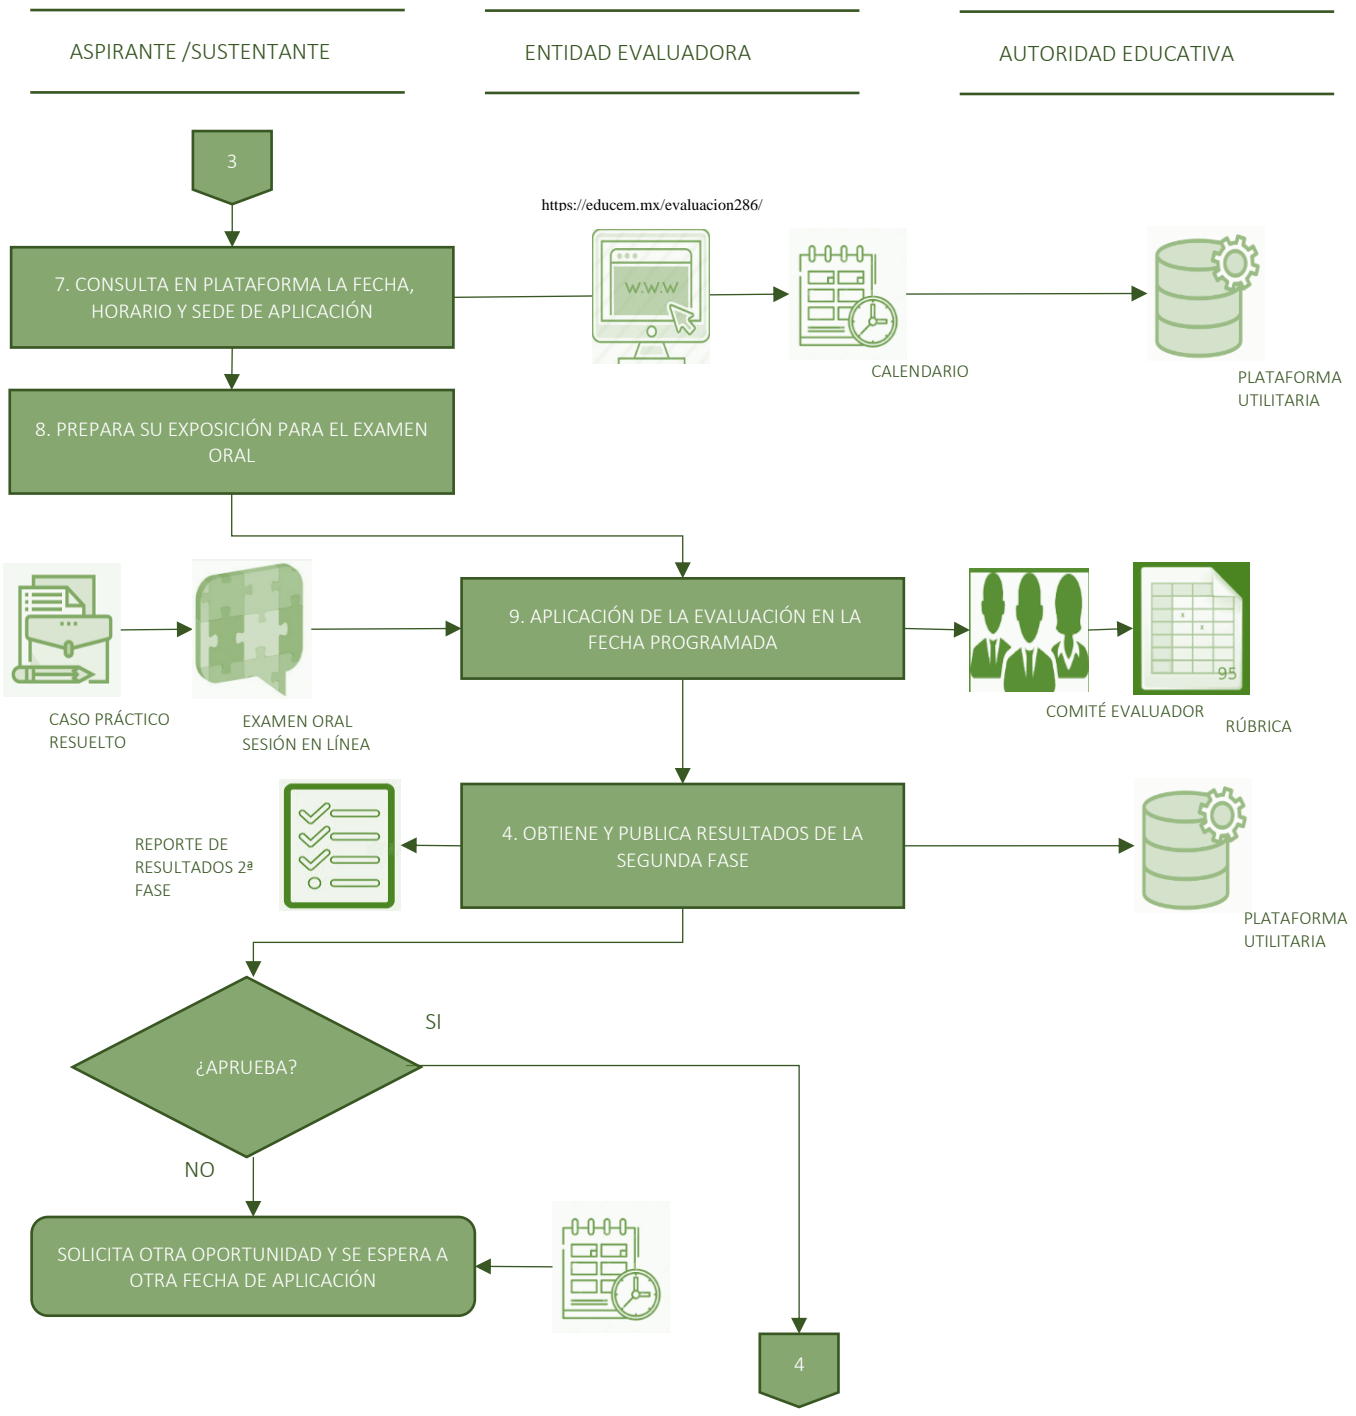 ASPIRANTE /SUSTENTANTE
ENTIDAD EVALUADORA
AUTORIDAD EDUCATIVA
3
https://educem.mx/evaluacion286/
7. CONSULTA EN PLATAFORMA LA FECHA,
HORARIO Y SEDE DE APLICACIÓN
W.W.W
CALENDARIO
PLATAFORMA
UTILITARIA
8. PREPARA SU EXPOSICIÓN PARA EL EXAMEN
ORAL
9. APLICACIÓN DE LA EVALUACIÓN EN LA
FECHA PROGRAMADA
x
x
95
CASO PRÁCTICO
RESUELTO
EXAMEN ORAL
SESIÓN EN LÍNEA
COMITÉ EVALUADOR
RÚBRICA
4. OBTIENE Y PUBLICA RESULTADOS DE LA
SEGUNDA FASE
REPORTE DE
RESULTADOS 2ª
FASE
PLATAFORMA
UTILITARIA
¿APRUEBA?
SI
NO
SOLICITA OTRA OPORTUNIDAD Y SE ESPERA A
OTRA FECHA DE APLICACIÓN
4